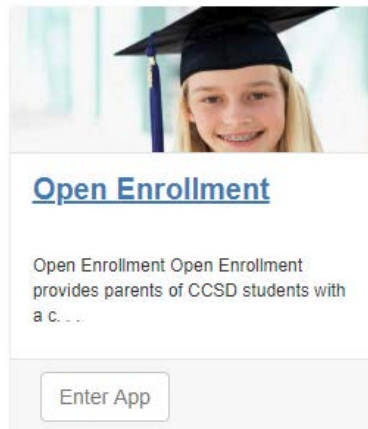 Open Enrollment
Open Enrollment Open Enrollment
provides parents of CCSD students with
a c. . .
Enter App